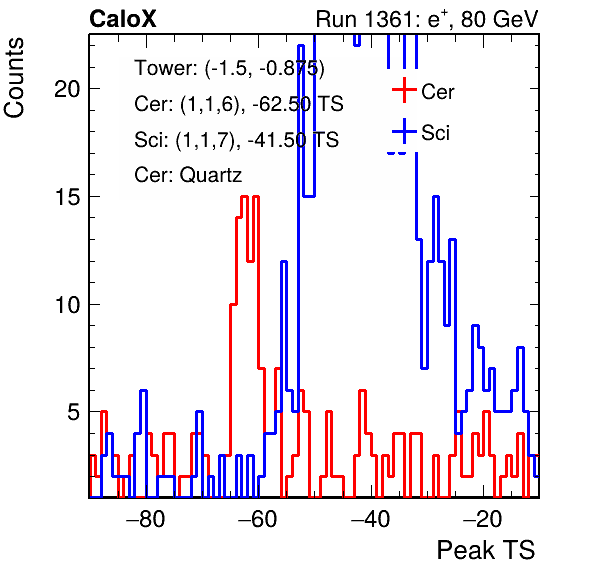 CaloX Run 1361: e⁺, 80 GeV
Counts
Tower: (-1.5, -0.875)
Cer: (1,1,6), -62.50 TS
Sci: (1,1,7), -41.50 TS
Cer: Quartz
Cer
Sci
20
15
10
5
−80 −60 −40 −20
Peak TS